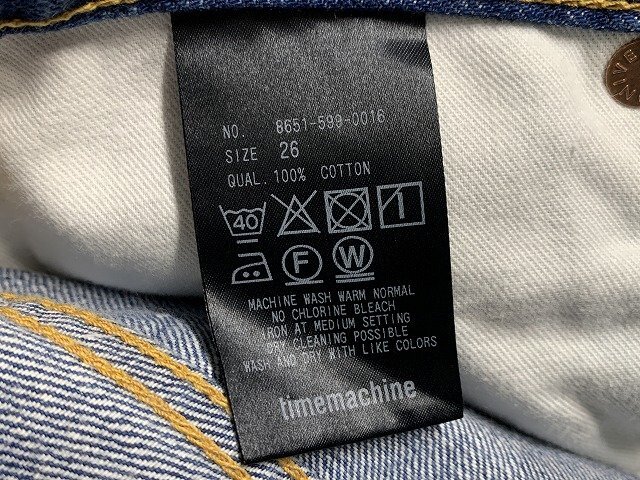 NO. 8651-599-0016
SIZE 26
QUAL. 100% COTTON
40
F W
MACHINE WASH WARM NORMAL
NO CHLORINE BLEACH
IRON AT MEDIUM SETTING
DRY CLEANING POSSIBLE
WASH AND DRY WITH LIKE COLORS
timemachine